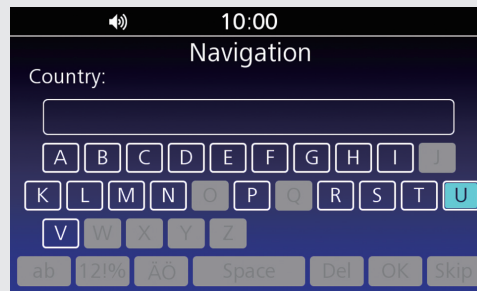 10:00
Navigation
Country:
A B C D E F G H I J
K L M N O P Q R S T U
V W X Y Z
ab 12!% ÄÖ Space Del OK Skip